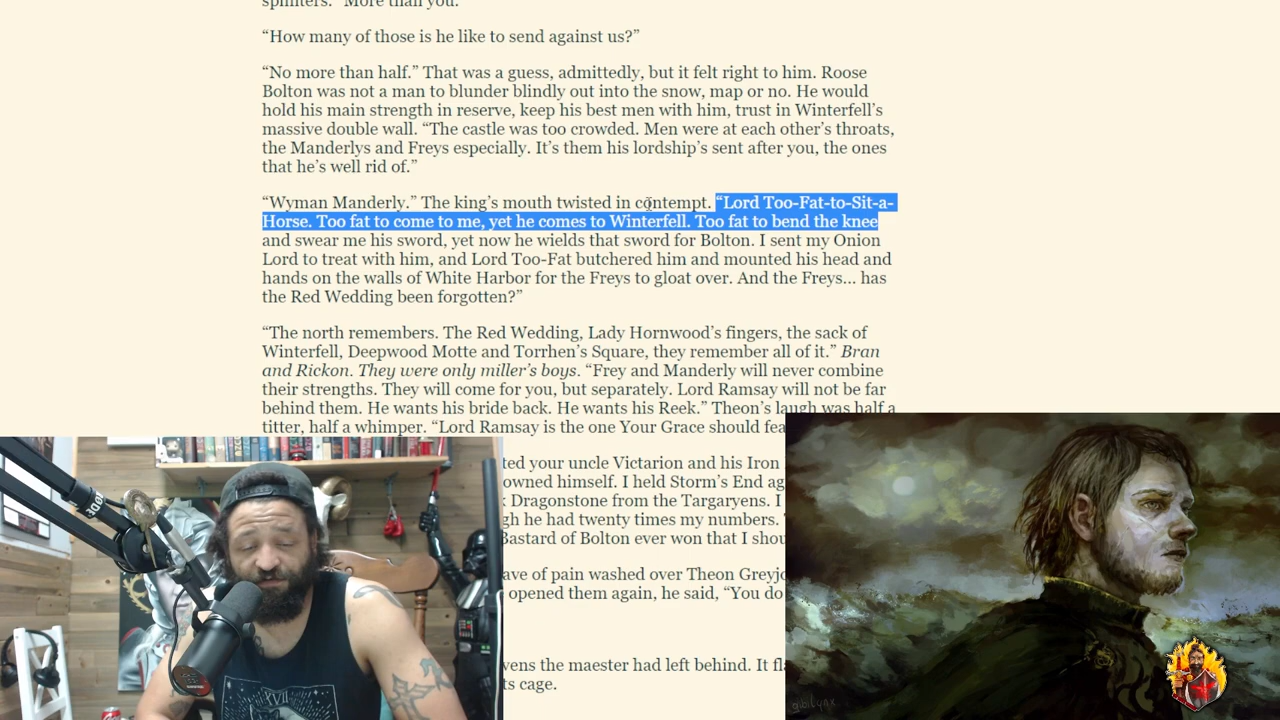 splinters. “More than you.”
“How many of those is he like to send against us?”
“No more than half.” That was a guess, admittedly, but it felt right to him. Roose
Bolton was not a man to blunder blindly out into the snow, map or no. He would
hold his main strength in reserve, keep his best men with him, trust in Winterfell’s
massive double wall. “The castle was too crowded. Men were at each other’s throats,
the Manderlys and Freys especially. It’s them his lordship’s sent after you, the ones
that he’s well rid of.”
“Wyman Manderly.” The king’s mouth twisted in contempt. “Lord Too-Fat-to-Sit-a-
Horse. Too fat to come to me, yet he comes to Winterfell. Too fat to bend the knee
and swear me his sword, yet now he wields that sword for Bolton. I sent my Onion
Lord to treat with him, and Lord Too-Fat butchered him and mounted his head and
hands on the walls of White Harbor for the Freys to gloat over. And the Freys... has
the Red Wedding been forgotten?”
“The north remembers. The Red Wedding, Lady Hornwood’s fingers, the sack of
Winterfell, Deepwood Motte and Torrhen’s Square, they remember all of it.” Bran
and Rickon. They were only miller’s boys. “Frey and Manderly will never combine
their strengths. They will come for you, but separately. Lord Ramsay will not be far
behind them. He wants his bride back. He wants his Reek.” Theon’s laugh was half a
titter, half a whimper. “Lord Ramsay is the one Your Grace should fea
ted your uncle Victarion and his Iron
owned himself. I held Storm’s End ag
Dragonstone from the Targaryens. I
gh he had twenty times my numbers.
Bastard of Bolton ever won that I shou
ave of pain washed over Theon Greyjo
opened them again, he said, “You do
vens the maester had left behind. It fl
ts cage.
XVII
gibilynx